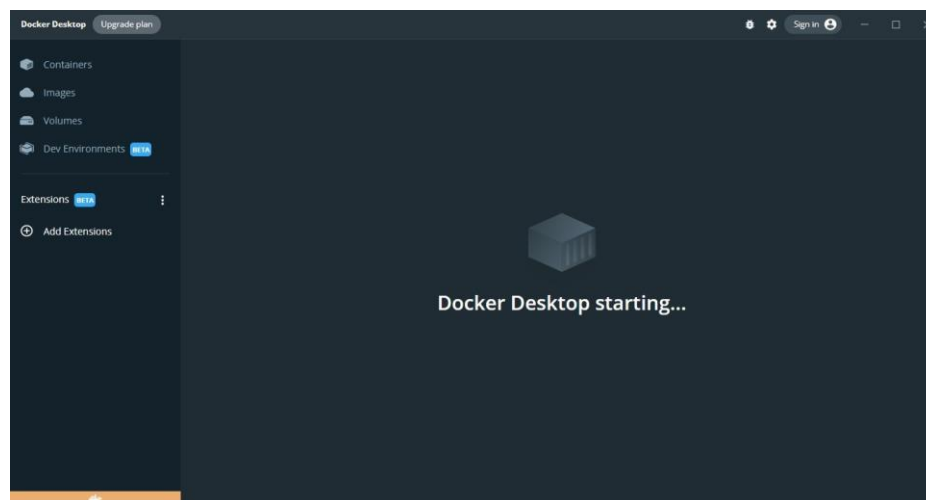 Docker Desktop Upgrade plan Sign in
Containers
Images
Volumes
Dev Environments BETA
Extensions BETA
Add Extensions
Docker Desktop starting...